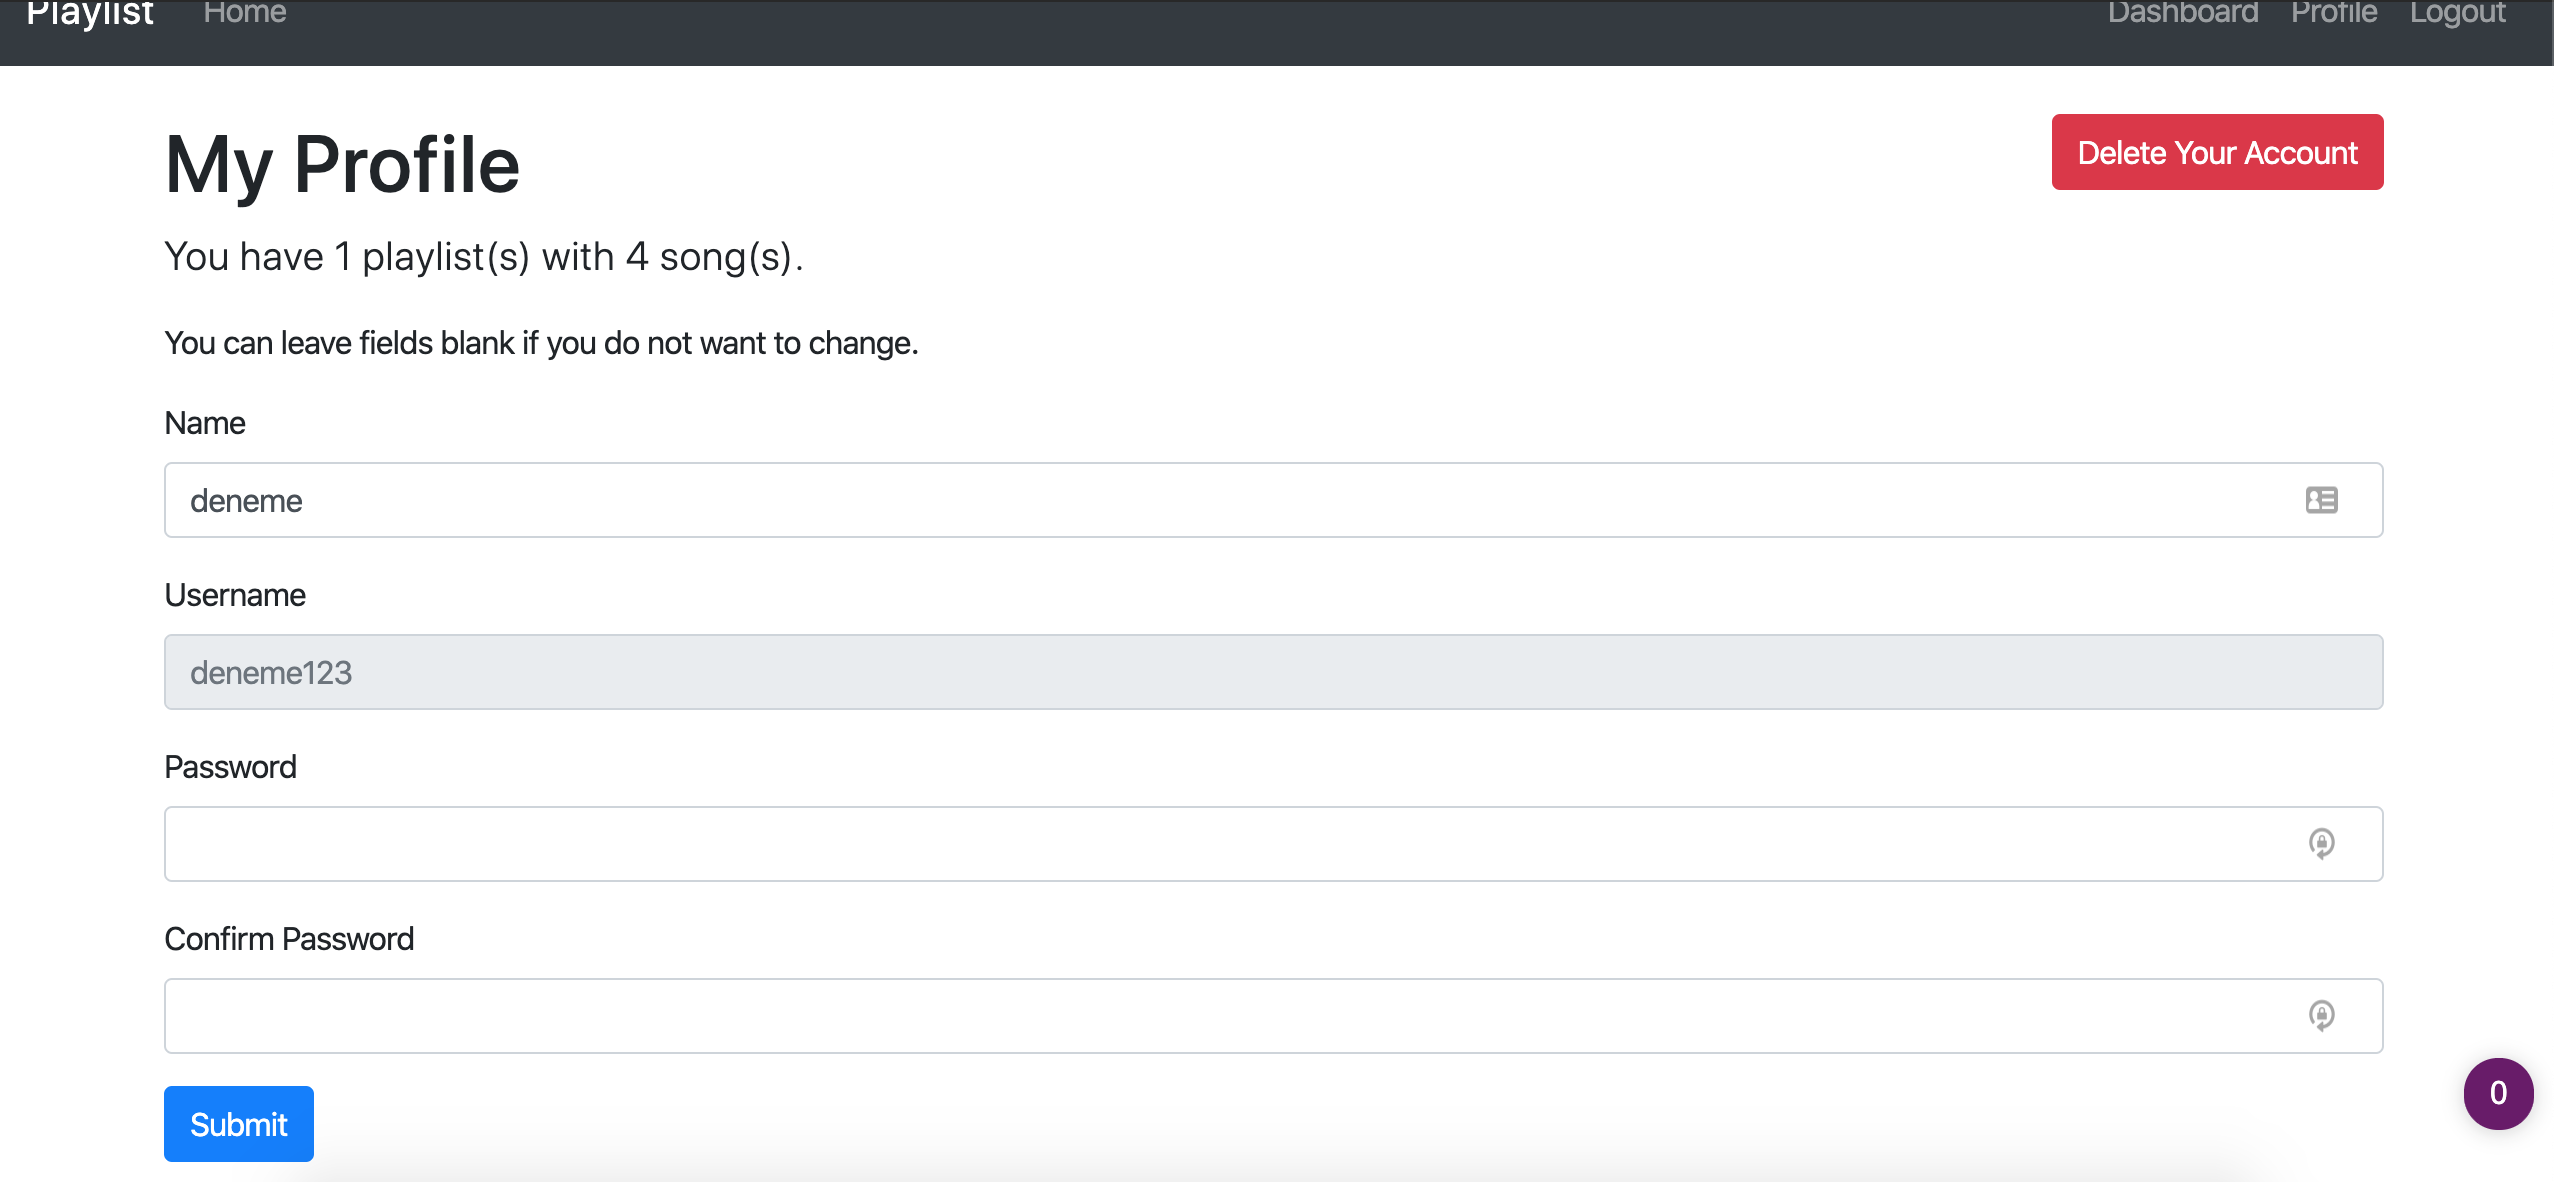 Playlist Home Dashboard Profile Logout
My Profile
Delete Your Account
You have 1 playlist(s) with 4 song(s).
You can leave fields blank if you do not want to change.
Name
deneme
Username
deneme123
Password
Confirm Password
Submit
0